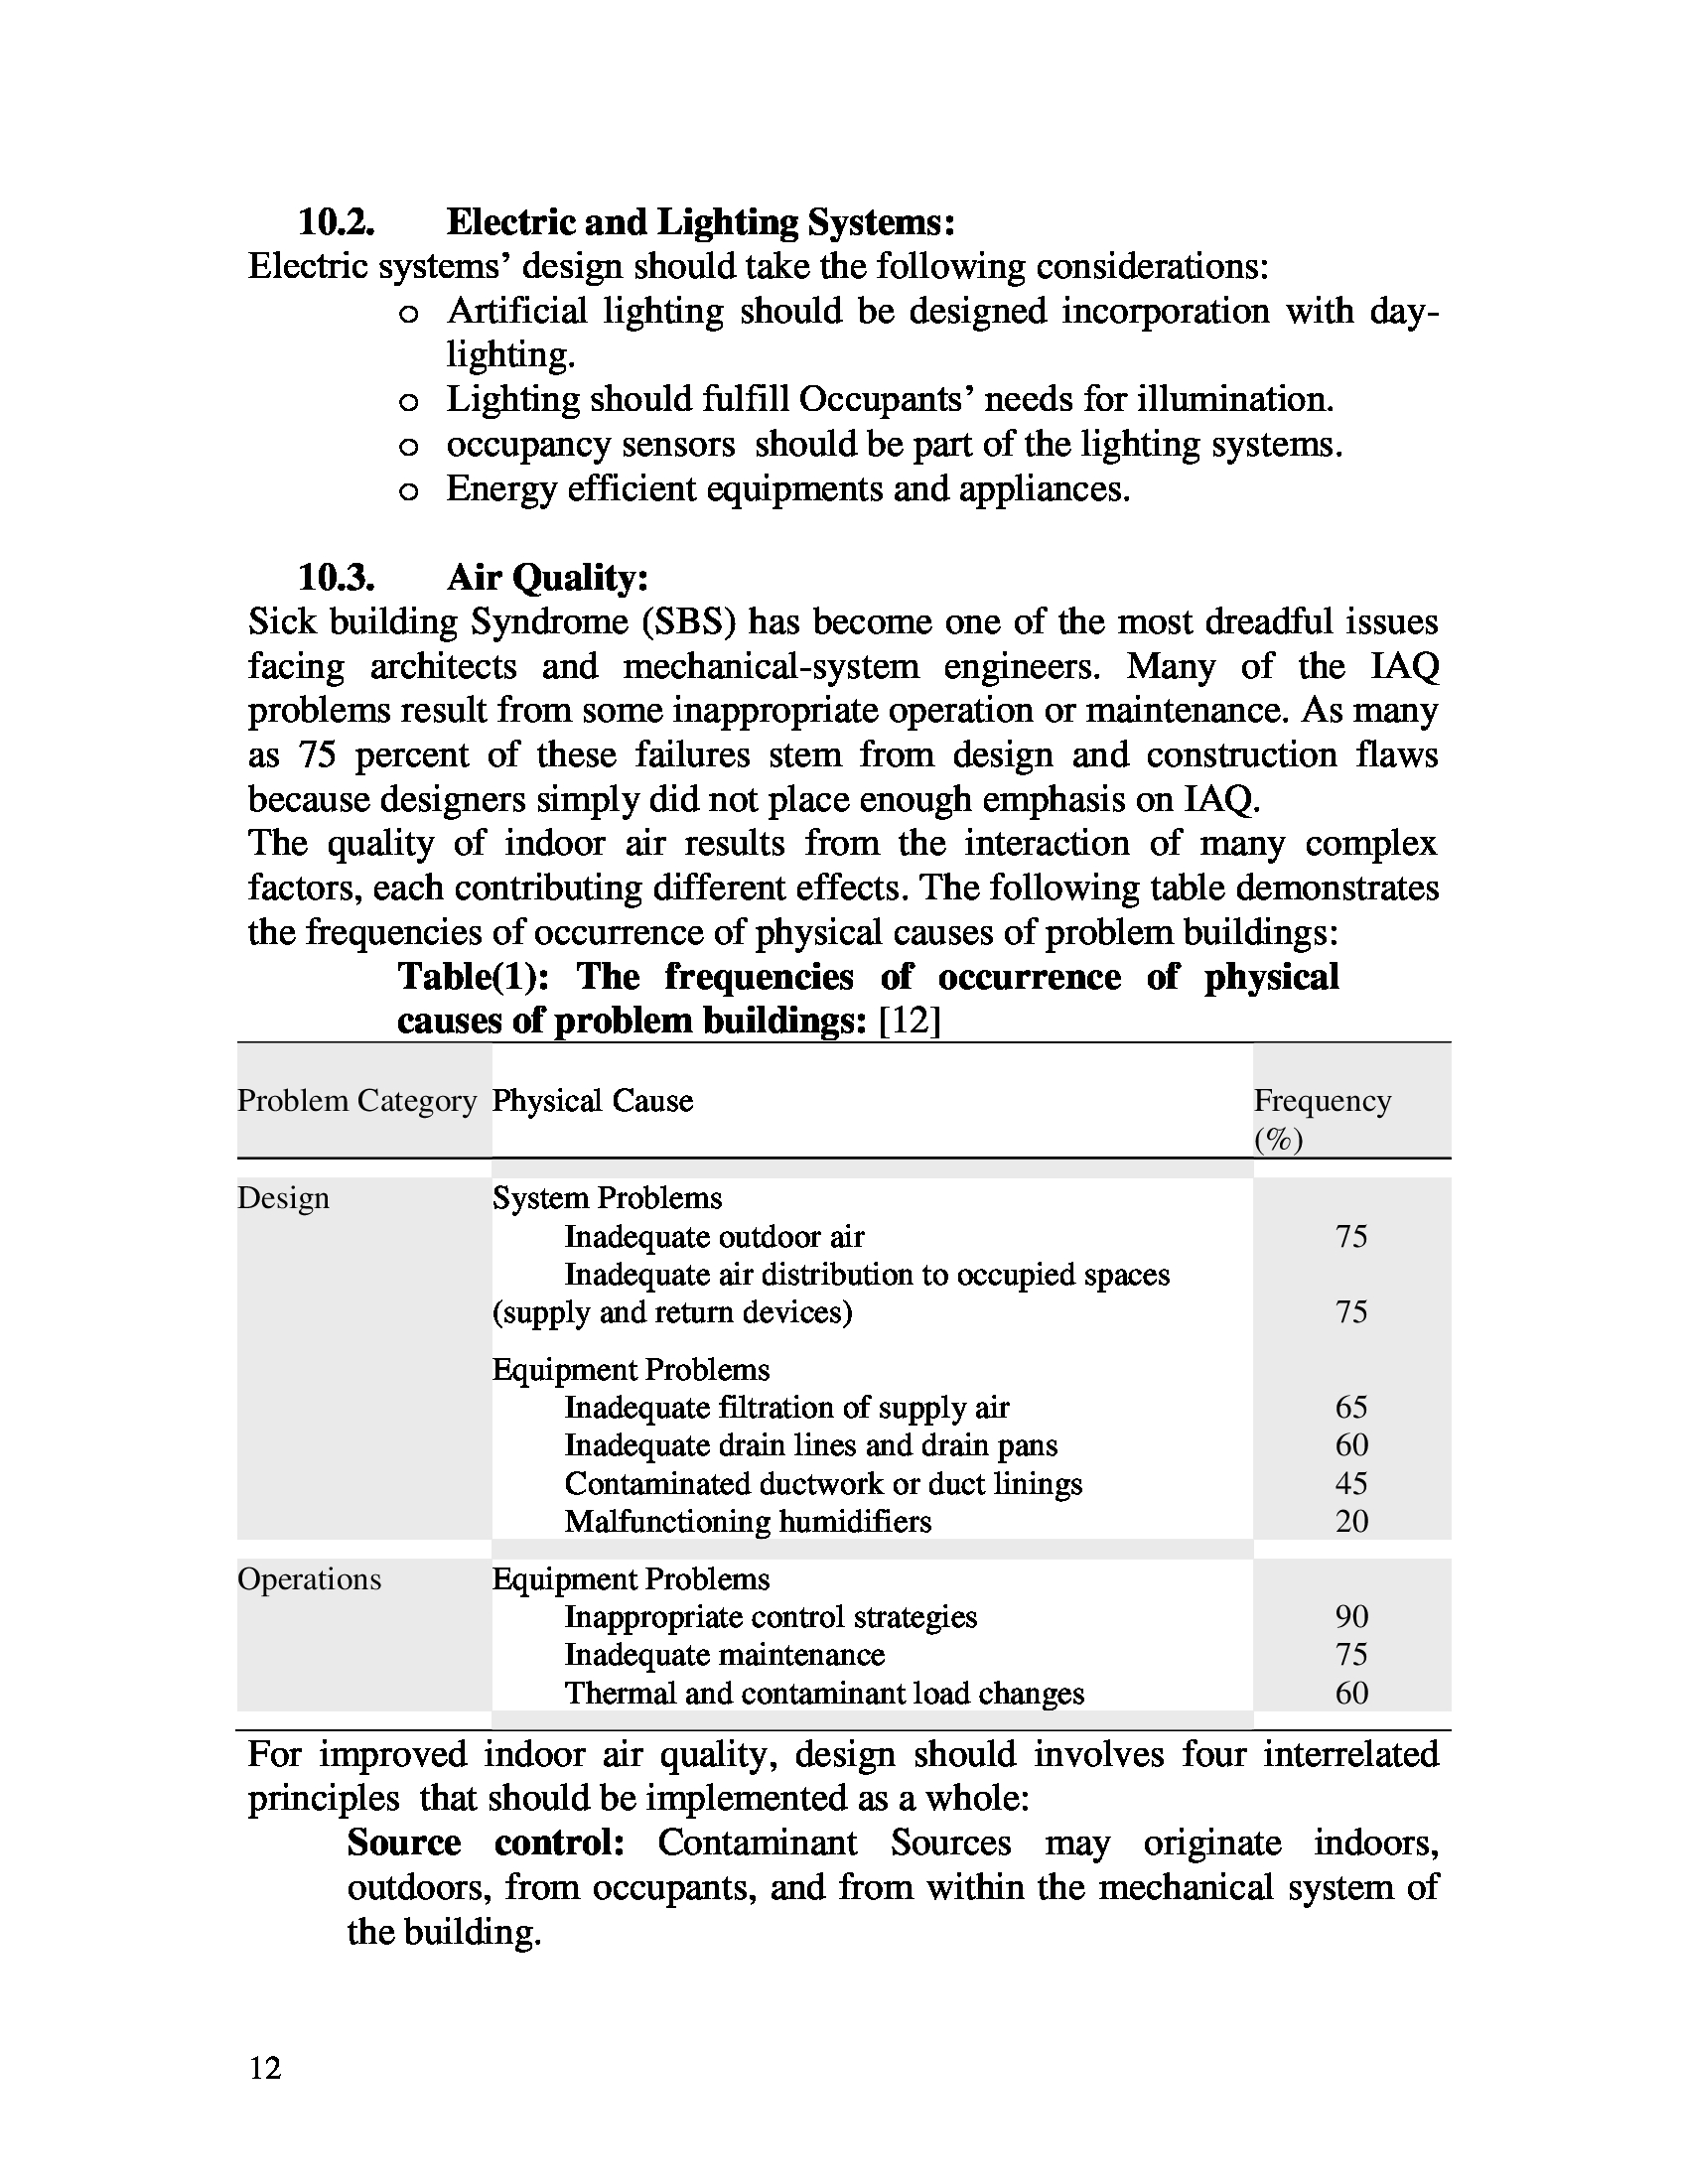 10.2. Electric and Lighting Systems:
Electric systems’ design should take the following considerations:
o Artificial lighting should be designed incorporation with day-
lighting.
o Lighting should fulfill Occupants’ needs for illumination.
o occupancy sensors should be part of the lighting systems.
o Energy efficient equipments and appliances.
10.3. Air Quality:
Sick building Syndrome (SBS) has become one of the most dreadful issues
facing architects and mechanical-system engineers. Many of the IAQ
problems result from some inappropriate operation or maintenance. As many
as 75 percent of these failures stem from design and construction flaws
because designers simply did not place enough emphasis on IAQ.
The quality of indoor air results from the interaction of many complex
factors, each contributing different effects. The following table demonstrates
the frequencies of occurrence of physical causes of problem buildings:
Table(1): The frequencies of occurrence of physical
causes of problem buildings: [12]
Problem Category Physical Cause Frequency
(%)
Design System Problems
Inadequate outdoor air 75
Inadequate air distribution to occupied spaces
(supply and return devices) 75
Equipment Problems
Inadequate filtration of supply air 65
Inadequate drain lines and drain pans 60
Contaminated ductwork or duct linings 45
Malfunctioning humidifiers 20
Operations Equipment Problems
Inappropriate control strategies 90
Inadequate maintenance 75
Thermal and contaminant load changes 60
For improved indoor air quality, design should involves four interrelated
principles that should be implemented as a whole:
Source control: Contaminant Sources may originate indoors,
outdoors, from occupants, and from within the mechanical system of
the building.
12